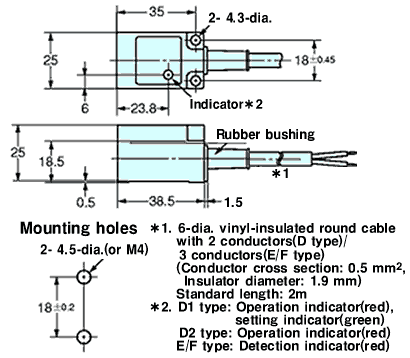 35
2- 4.3-dia.
25
18±0.45
6
23.8
Indicator*2
Rubber bushing
25
18.5
*1
0.5
38.5
1.5
Mounting holes
2- 4.5-dia.(or M4)
18±0.2
*1. 6-dia. vinyl-insulated round cable
with 2 conductors(D type)/
3 conductors(E/F type)
(Conductor cross section: 0.5 mm²,
Insulator diameter: 1.9 mm)
Standard length: 2m
*2. D1 type: Operation indicator(red),
setting indicator(green)
D2 type: Operation indicator(red)
E/F type: Detection indicator(red)